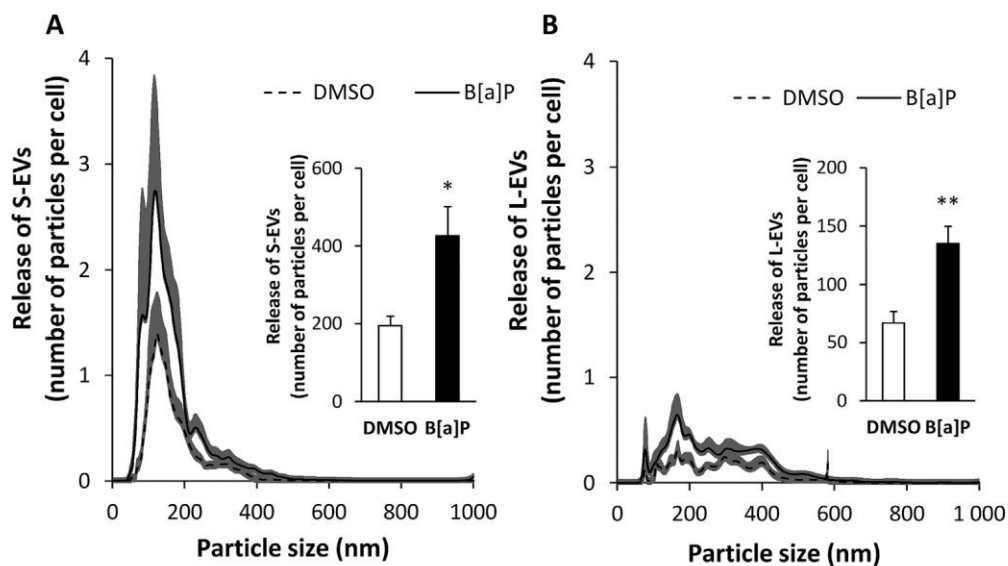 A
Release of S-EVs
(number of particles per cell)
4
3
2
1
0
DMSO
B[a]P
Release of S-EVs
(number of particles per cell)
600
400
200
0
*
DMSO B[a]P
0 200 400 600 800 1000
Particle size (nm)
B
Release of L-EVs
(number of particles per cell)
4
3
2
1
0
DMSO
B[a]P
Release of L-EVs
(number of particles per cell)
200
150
100
50
0
**
DMSO B[a]P
0 200 400 600 800 1 000
Particle size (nm)